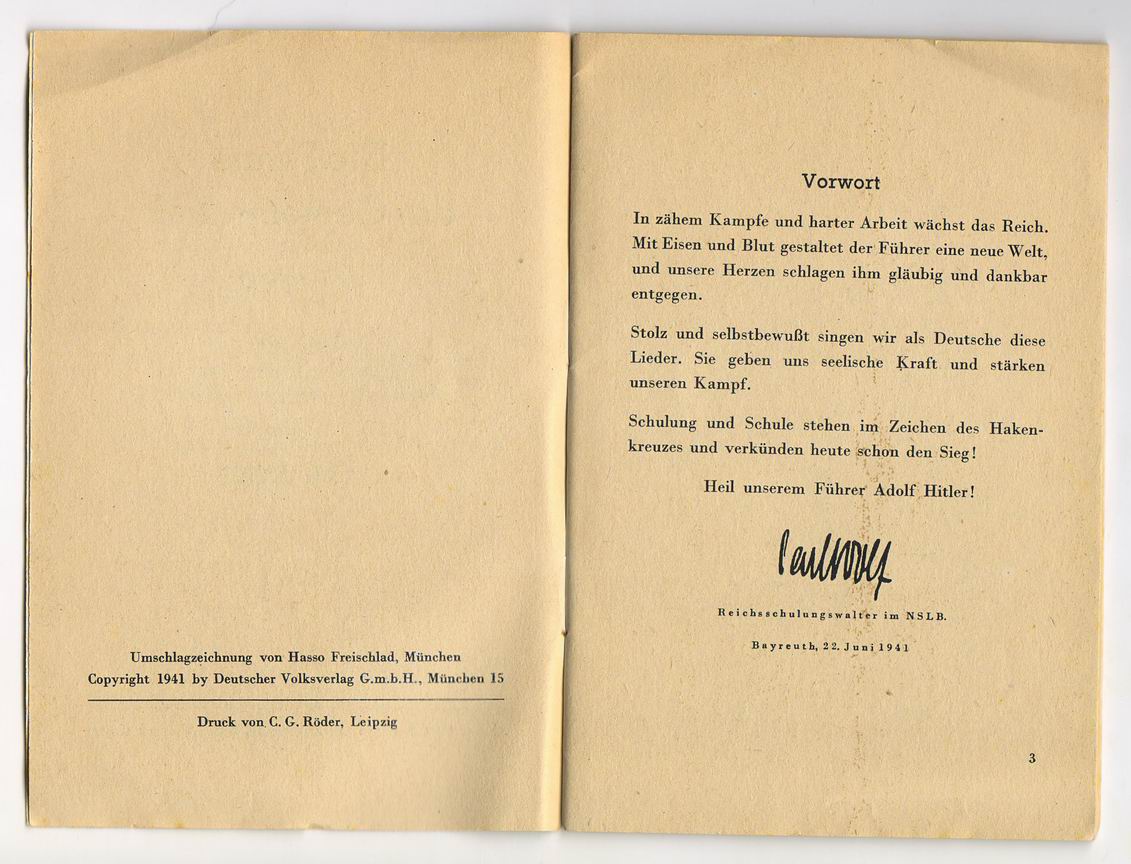 Umschlagzeichnung von Hasso Freischlad, München
Copyright 1941 by Deutscher Volksverlag G.m.b.H., München 15
Druck von C. G. Röder, Leipzig
Vorwort
In zähem Kampfe und harter Arbeit wächst das Reich.
Mit Eisen und Blut gestaltet der Führer eine neue Welt,
und unsere Herzen schlagen ihm gläubig und dankbar
entgegen.
Stolz und selbstbewußt singen wir als Deutsche diese
Lieder. Sie geben uns seelische Kraft und stärken
unseren Kampf.
Schulung und Schule stehen im Zeichen des Haken-
kreuzes und verkünden heute schon den Sieg!
Heil unserem Führer Adolf Hitler!
Carl Wolf
Reichsschulungswalter im NSLB.
Bayreuth, 22. Juni 1941
3